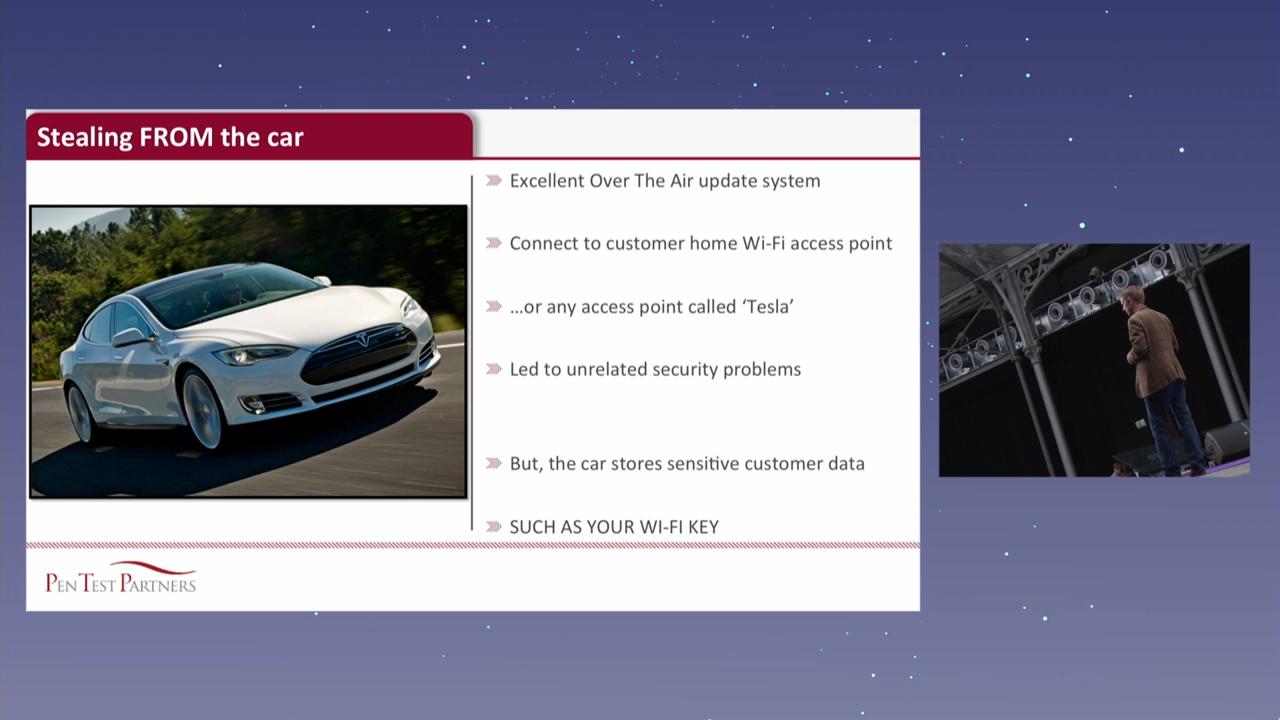 Stealing FROM the car
Excellent Over The Air update system
Connect to customer home Wi-Fi access point
...or any access point called ‘Tesla’
Led to unrelated security problems
But, the car stores sensitive customer data
SUCH AS YOUR WI-FI KEY
PEN TEST PARTNERS